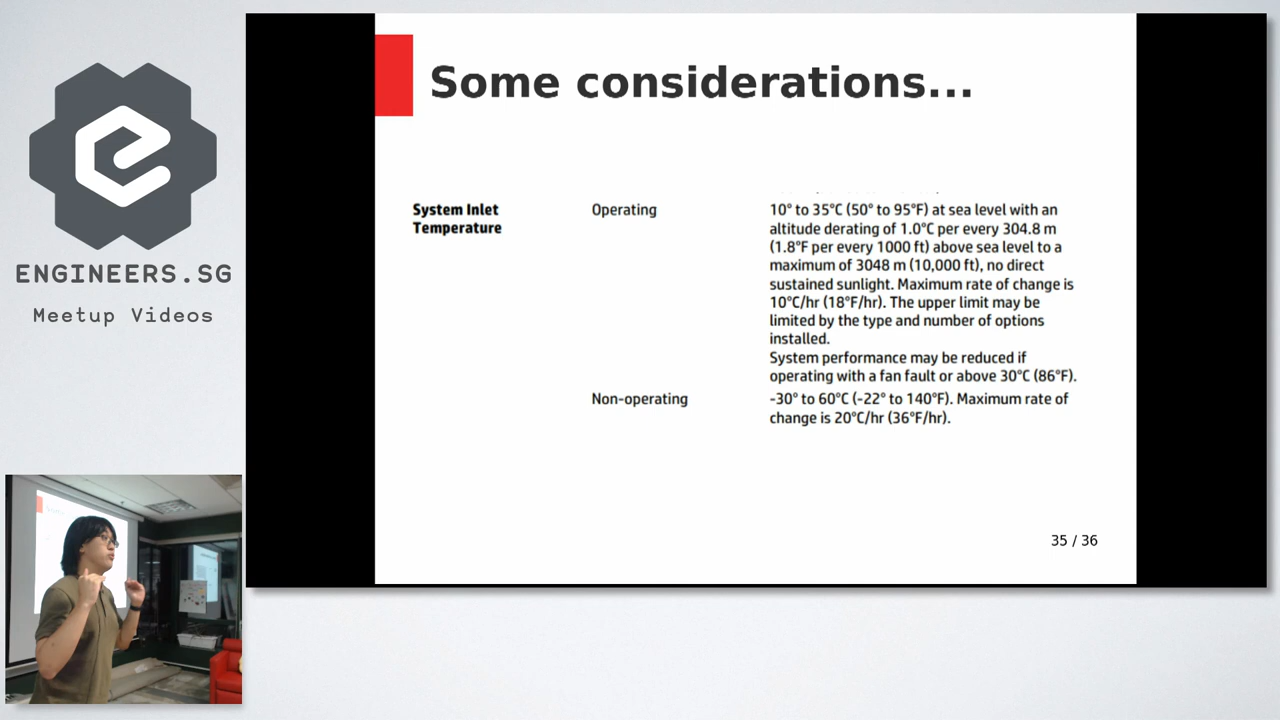 ENGINEERS.SG
Meetup Videos
Some considerations...
System Inlet
Temperature
Operating
10° to 35°C (50° to 95°F) at sea level with an
altitude derating of 1.0°C per every 304.8 m
(1.8°F per every 1000 ft) above sea level to a
maximum of 3048 m (10,000 ft), no direct
sustained sunlight. Maximum rate of change is
10°C/hr (18°F/hr). The upper limit may be
limited by the type and number of options
installed.
System performance may be reduced if
operating with a fan fault or above 30°C (86°F).
Non-operating
-30° to 60°C (-22° to 140°F). Maximum rate of
change is 20°C/hr (36°F/hr).
35 / 36